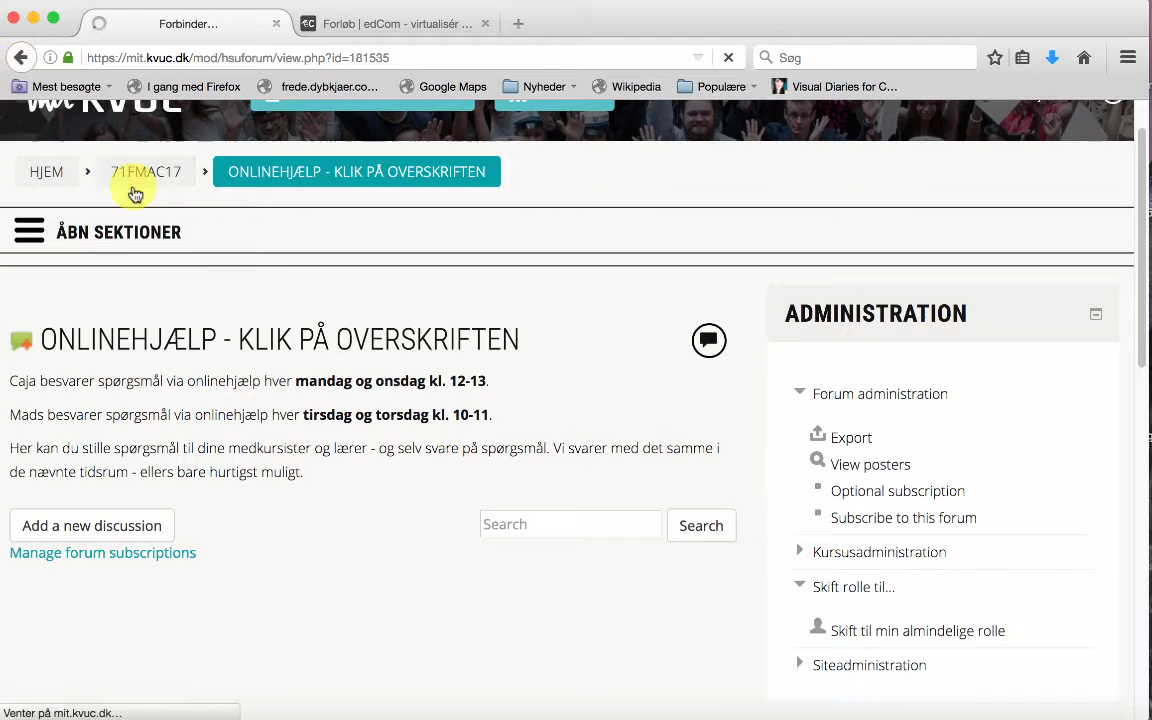 Forbinder...
Forløb | edCom - virtualisér ...
https://mit.kvuc.dk/mod/hsuforum/view.php?id=181535
Søg
Mest besøgte
I gang med Firefox
frede.dybkjaer.co...
Google Maps
Nyheder
Wikipedia
Populære
Visual Diaries for C...
HJEM
71FMAC17
ONLINEHJÆLP - KLIK PÅ OVERSKRIFTEN
ÅBN SEKTIONER
ONLINEHJÆLP - KLIK PÅ OVERSKRIFTEN
Caja besvarer spørgsmål via onlinehjælp hver mandag og onsdag kl. 12-13.
Mads besvarer spørgsmål via onlinehjælp hver tirsdag og torsdag kl. 10-11.
Her kan du stille spørgsmål til dine medkursister og lærer - og selv svare på spørgsmål. Vi svarer med det samme i
de nævnte tidsrum - ellers bare hurtigst muligt.
Add a new discussion
Search
Search
Manage forum subscriptions
ADMINISTRATION
Forum administration
Export
View posters
Optional subscription
Subscribe to this forum
Kursusadministration
Skift rolle til...
Skift til min almindelige rolle
Siteadministration
Venter på mit.kvuc.dk...